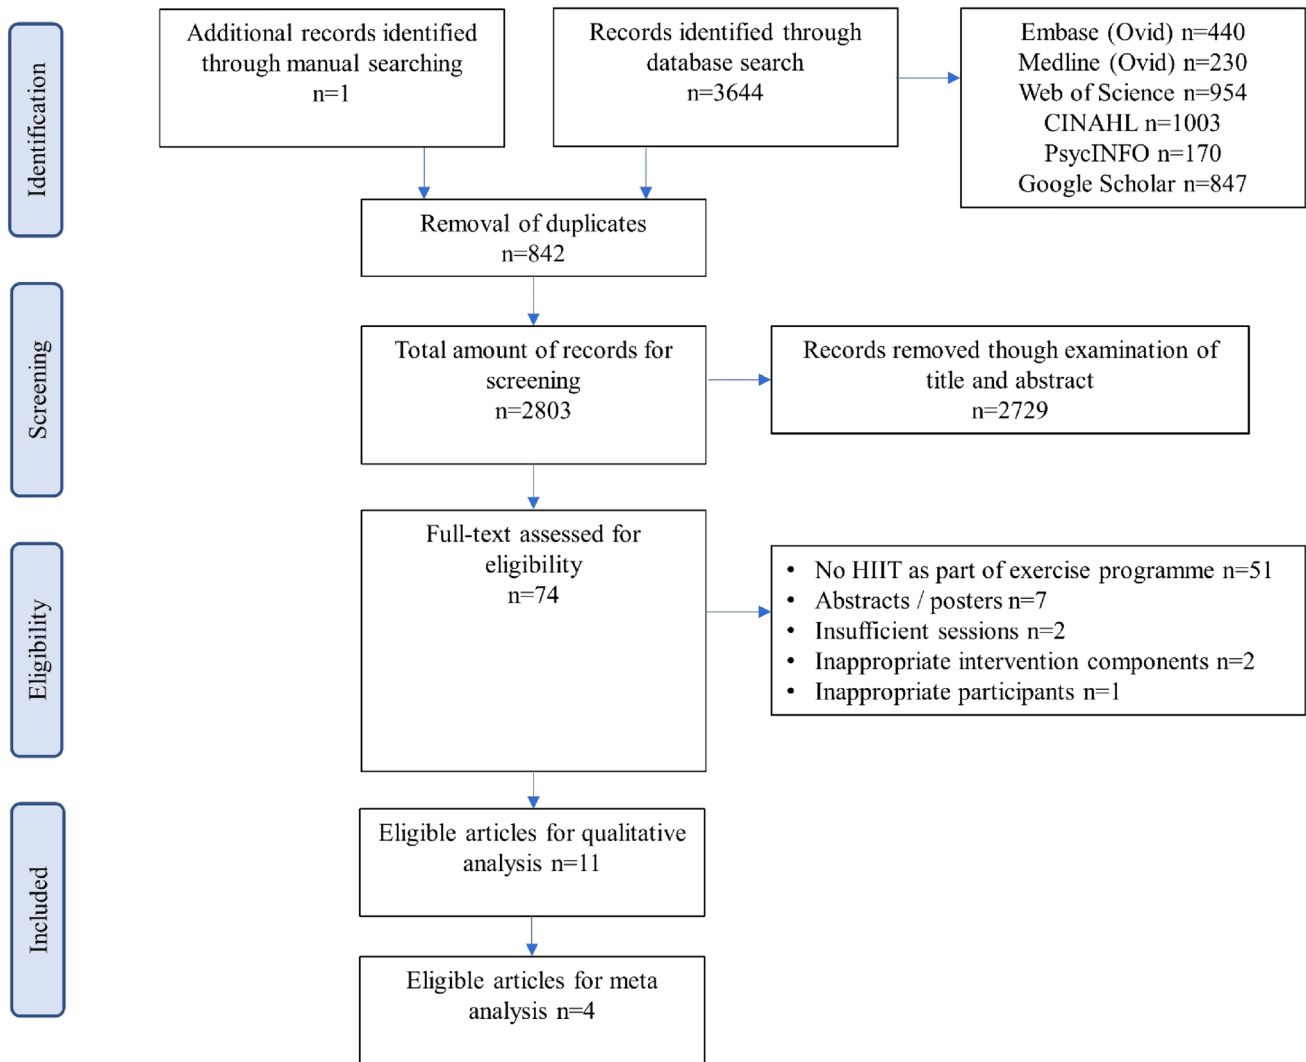 Identification
Additional records identified
through manual searching
n=1
Records identified through
database search
n=3644
Embase (Ovid) n=440
Medline (Ovid) n=230
Web of Science n=954
CINAHL n=1003
PsycINFO n=170
Google Scholar n=847
Removal of duplicates
n=842
Screening
Total amount of records for
screening
n=2803
Records removed though examination of
title and abstract
n=2729
Eligibility
Full-text assessed for
eligibility
n=74
• No HIIT as part of exercise programme n=51
• Abstracts / posters n=7
• Insufficient sessions n=2
• Inappropriate intervention components n=2
• Inappropriate participants n=1
Included
Eligible articles for qualitative
analysis n=11
Eligible articles for meta
analysis n=4